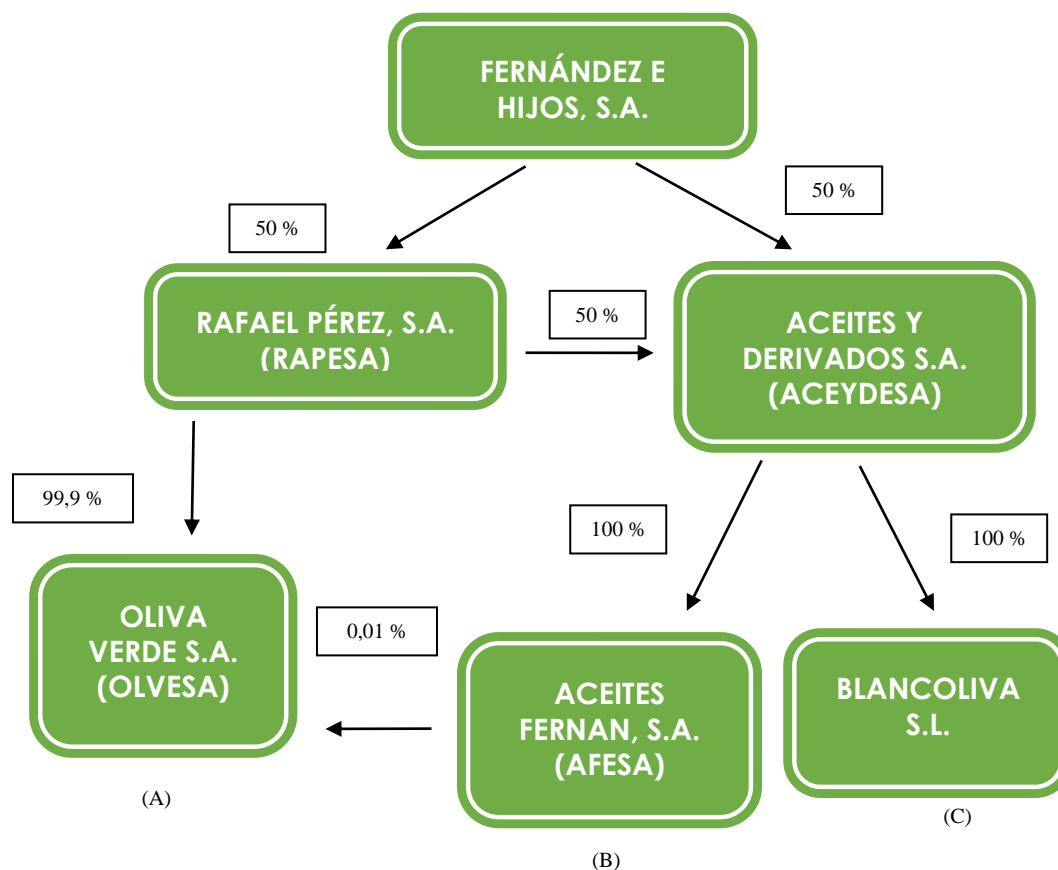 FERNÁNDEZ E
HIJOS, S.A.
50 %
50 %
RAFAEL PÉREZ, S.A.
(RAPESA)
50 %
ACEITES Y
DERIVADOS S.A.
(ACEYDESA)
99,9 %
100 %
100 %
OLIVA
VERDE S.A.
(OLVESA)
0,01 %
ACEITES
FERNAN, S.A.
(AFESA)
BLANCOLIVA
S.L.
(A)
(C)
(B)